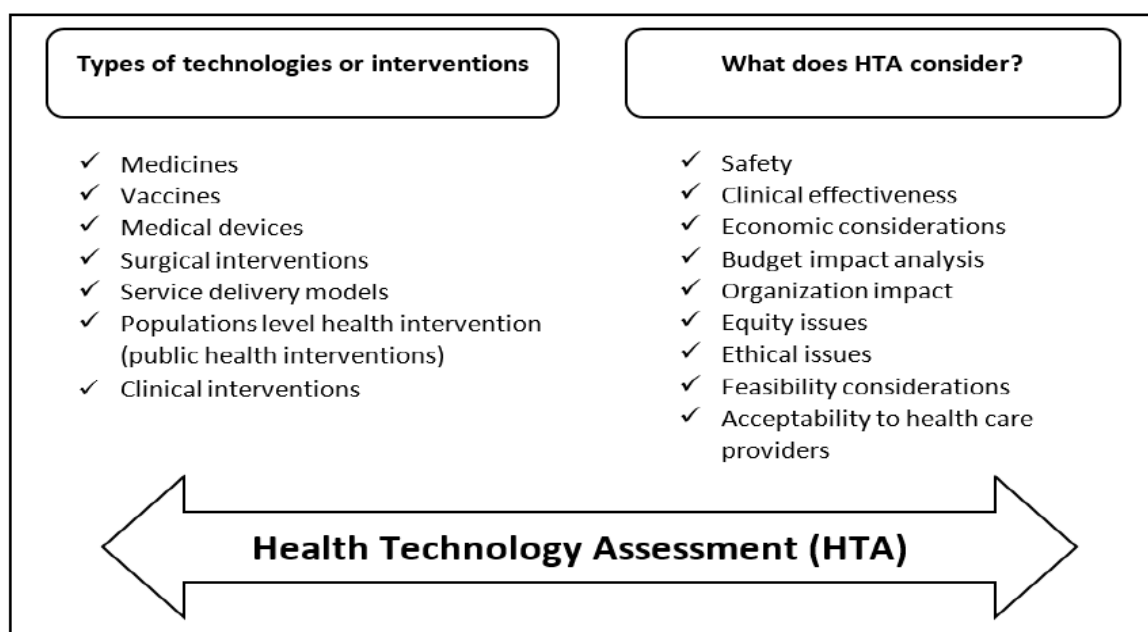 Types of technologies or interventions
✓ Medicines
✓ Vaccines
✓ Medical devices
✓ Surgical interventions
✓ Service delivery models
✓ Populations level health intervention
(public health interventions)
✓ Clinical interventions
What does HTA consider?
✓ Safety
✓ Clinical effectiveness
✓ Economic considerations
✓ Budget impact analysis
✓ Organization impact
✓ Equity issues
✓ Ethical issues
✓ Feasibility considerations
✓ Acceptability to health care
providers
Health Technology Assessment (HTA)